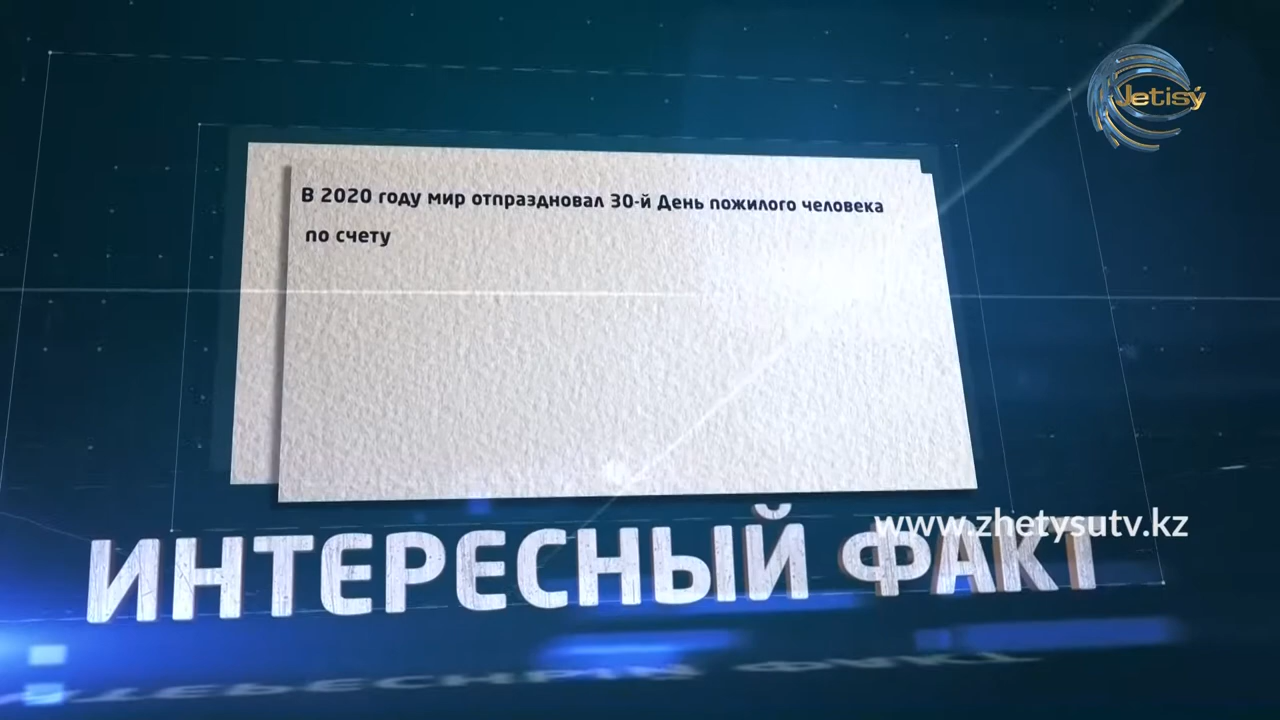 Jetisý
В 2020 году мир отпраздновал 30-й День пожилого человека
по счету
www.zhetysutv.kz
ИНТЕРЕСНЫЙ ФАКТ